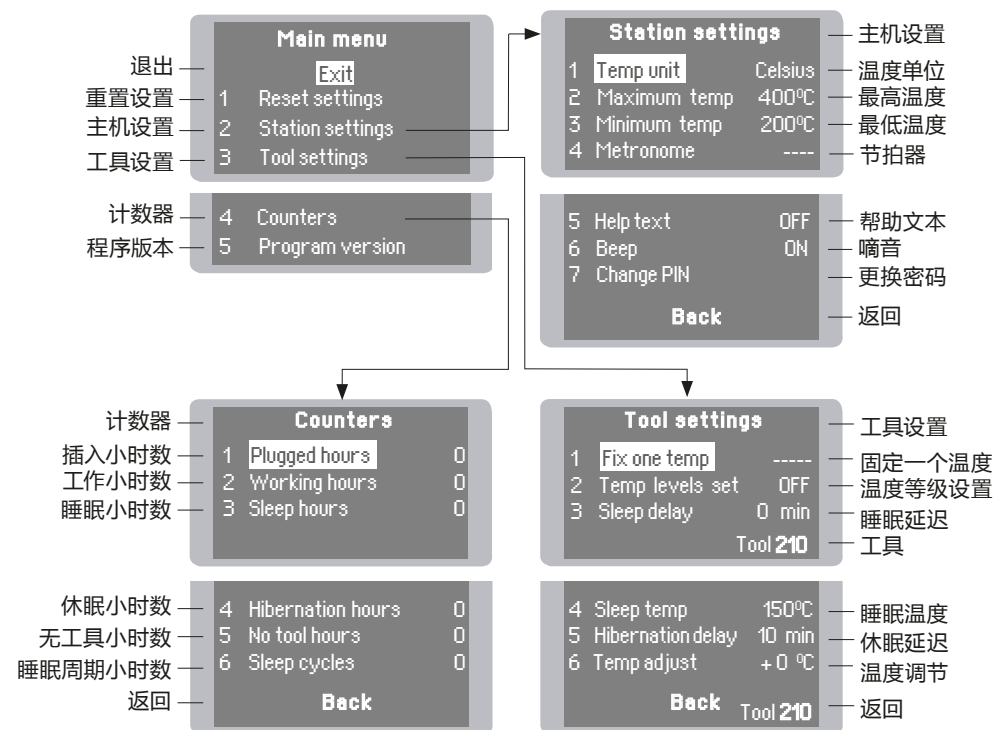 Main menu
退出
Exit
重置设置 1 Reset settings
主机设置 2 Station settings
工具设置 3 Tool settings
计数器 4 Counters
程序版本 5 Program version
Station settings 主机设置
1 Temp unit Celsius 温度单位
2 Maximum temp 400ºC 最高温度
3 Minimum temp 200ºC 最低温度
4 Metronome ---- 节拍器
5 Help text OFF 帮助文本
6 Beep ON 嘀音
7 Change PIN 更换密码
Back 返回
计数器 Counters
插入小时数 1 Plugged hours 0
工作小时数 2 Working hours 0
睡眠小时数 3 Sleep hours 0
休眠小时数 4 Hibernation hours 0
无工具小时数 5 No tool hours 0
睡眠周期小时数 6 Sleep cycles 0
返回 Back
Tool settings 工具设置
1 Fix one temp ----- 固定一个温度
2 Temp levels set OFF 温度等级设置
3 Sleep delay 0 min 睡眠延迟
Tool 210 工具
4 Sleep temp 150ºC 睡眠温度
5 Hibernation delay 10 min 休眠延迟
6 Temp adjust +0 ºC 温度调节
Back 返回
Tool 210